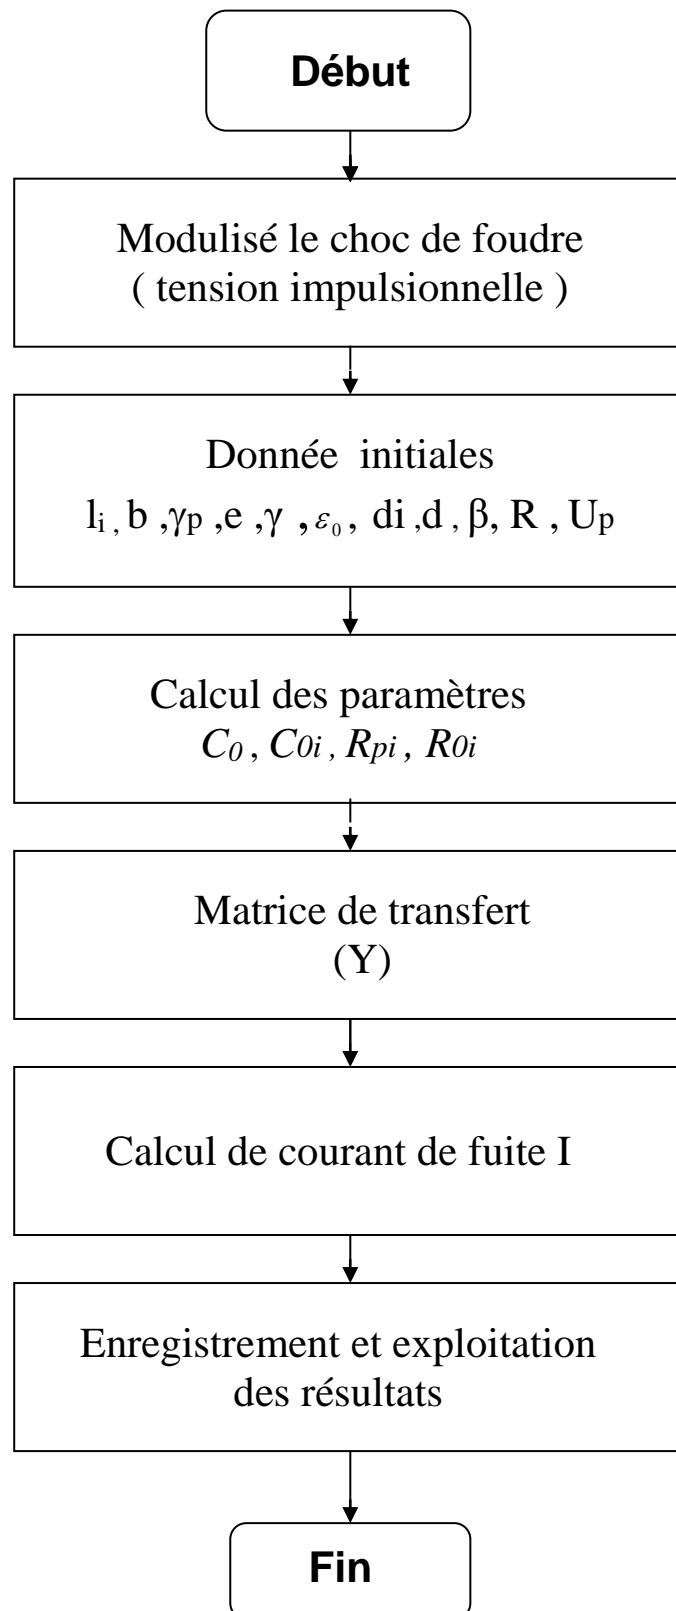 Début
Modulisé le choc de foudre
( tension impulsionnelle )
Donnée initiales
li , b ,γp ,e ,γ ,ε0, di ,d , β, R , Up
Calcul des paramètres
C0 , C0i , Rpi , R0i
Matrice de transfert
(Y)
Calcul de courant de fuite I
Enregistrement et exploitation
des résultats
Fin